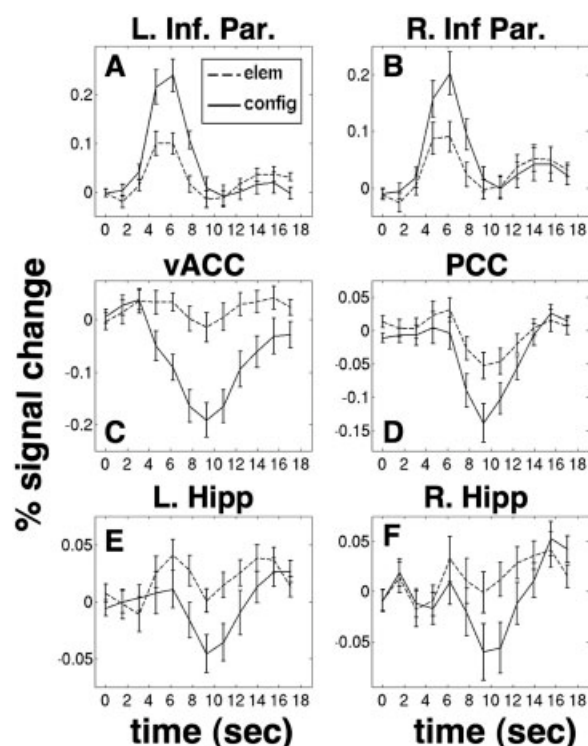 L. Inf. Par.
R. Inf Par.
A
elem
config
B
0.2
0.1
0
0.2
0.1
0
0 2 4 6 8 10 12 14 16 18
0 2 4 6 8 10 12 14 16 18
vACC
PCC
0
-0.1
-0.2
0.05
0
-0.05
-0.1
-0.15
C
D
0 2 4 6 8 10 12 14 16 18
0 2 4 6 8 10 12 14 16 18
L. Hipp
R. Hipp
E
F
0.05
0
-0.05
0.05
0
-0.05
0 2 4 6 8 10 12 14 16 18
0 2 4 6 8 10 12 14 16 18
time (sec)
time (sec)
% signal change